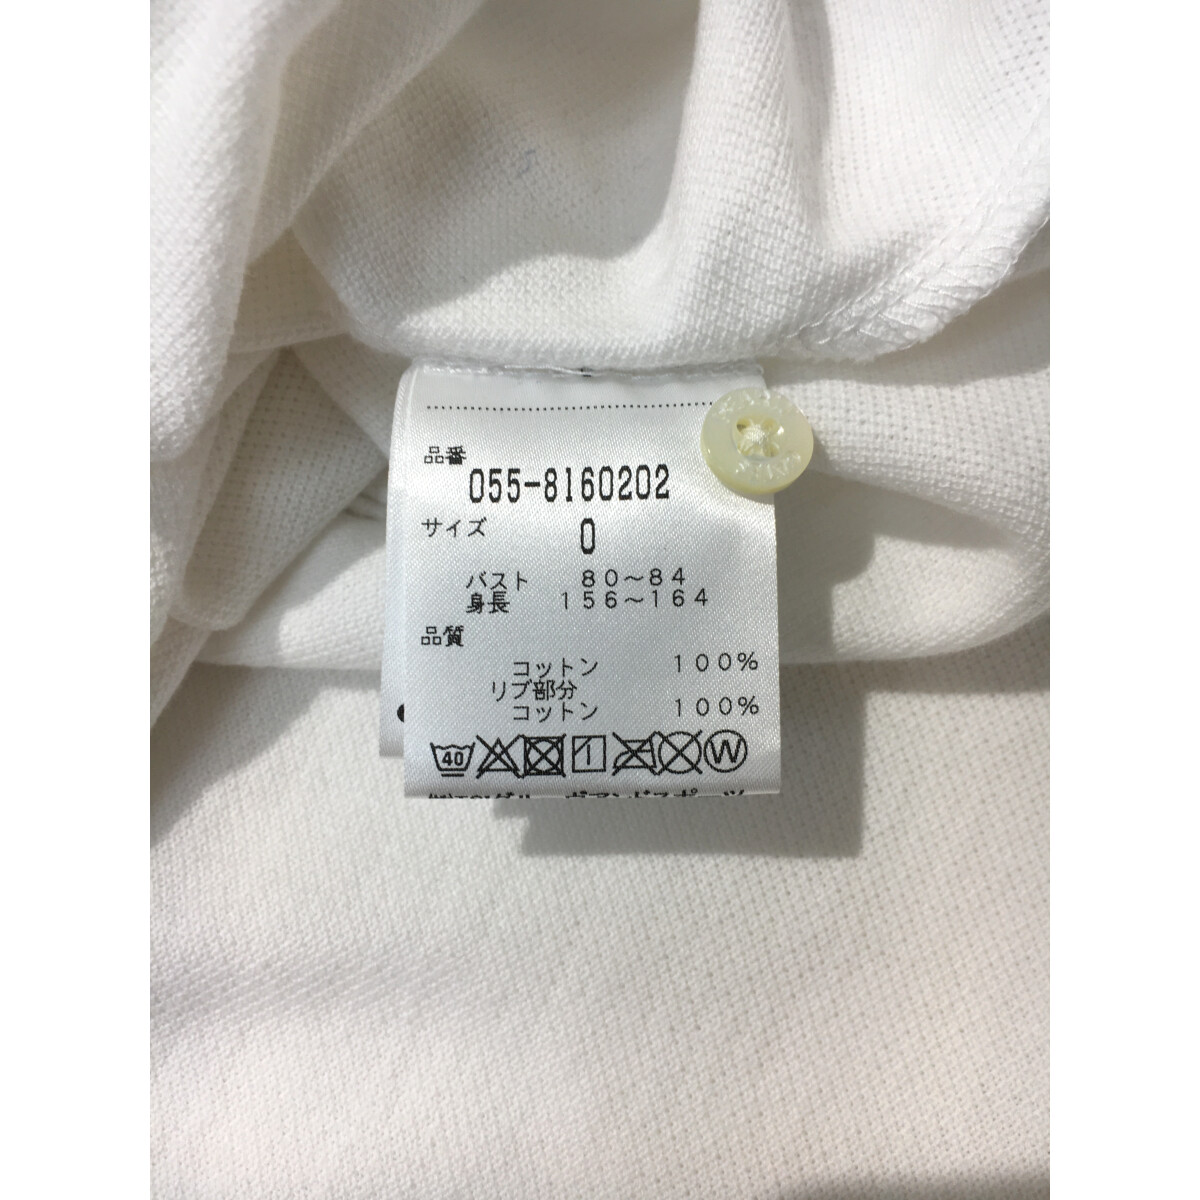 品番
055-8160202
サイズ 0
バスト 80～84
身長 156～164
品質
コットン 100%
リブ部分
コットン 100%
40 W